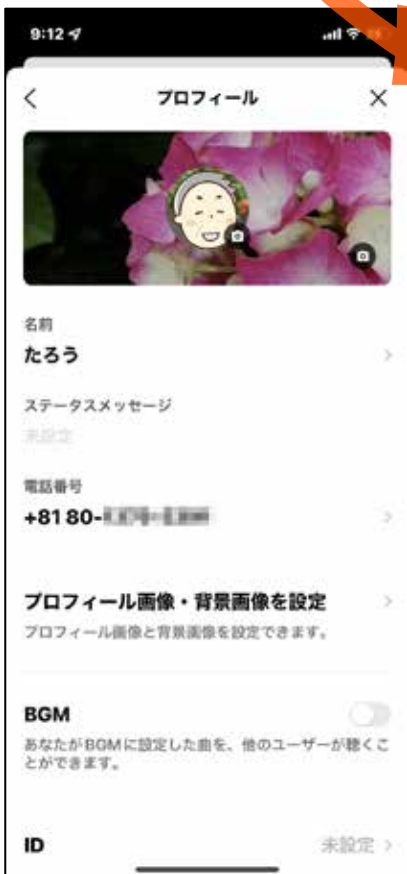 9:12
プロフィール
名前
たろう
ステータスメッセージ
未設定
電話番号
+81 80-
プロフィール画像・背景画像を設定
プロフィール画像と背景画像を設定できます。
BGM
あなたがBGMに設定した曲を、他のユーザーが聴くこ
とができます。
ID
未設定